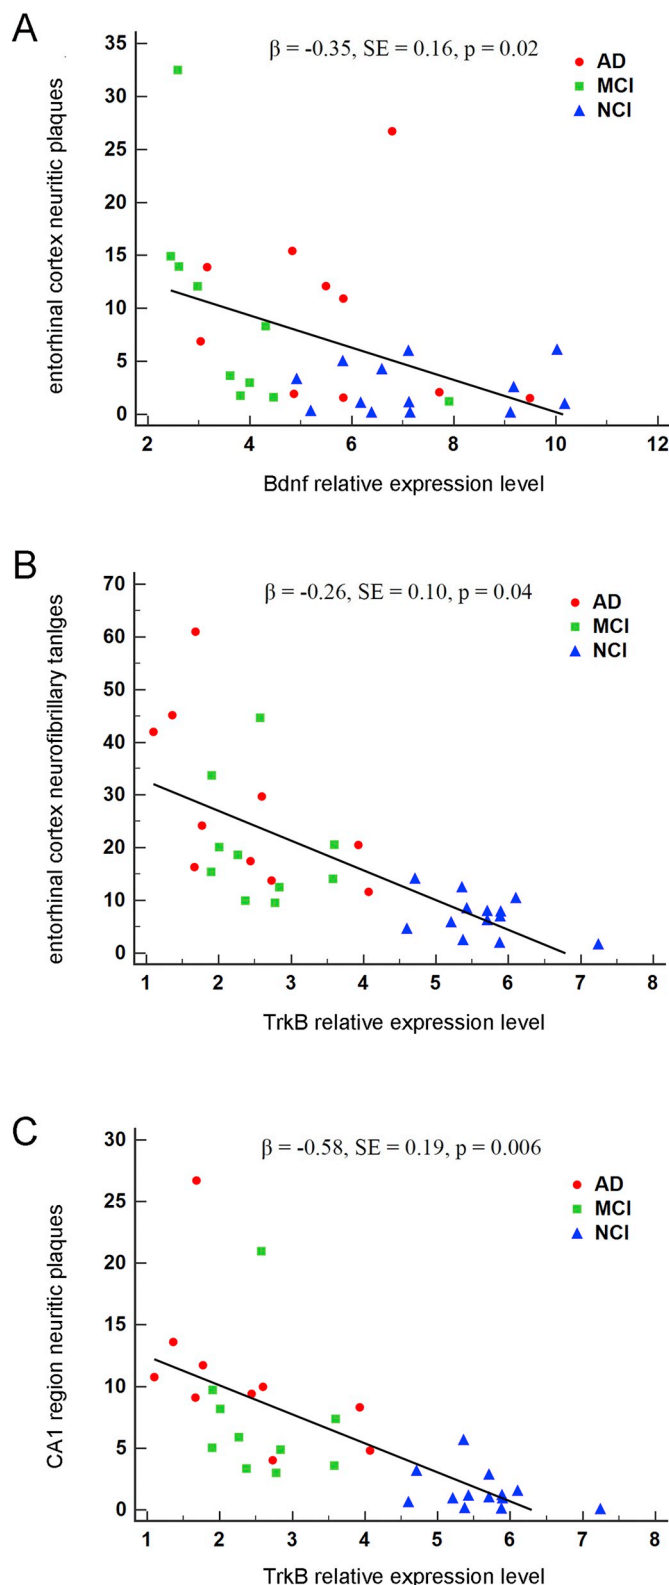 A
β = -0.35, SE = 0.16, p = 0.02
AD
MCI
NCI
entorhinal cortex neuritic plaques
35
30
25
20
15
10
5
0
2 4 6 8 10 12
Bdnf relative expression level
B
β = -0.26, SE = 0.10, p = 0.04
AD
MCI
NCI
entorhinal cortex neurofibrillary tanlges
70
60
50
40
30
20
10
0
1 2 3 4 5 6 7 8
TrkB relative expression level
C
β = -0.58, SE = 0.19, p = 0.006
AD
MCI
NCI
CA1 region neuritic plaques
30
25
20
15
10
5
0
1 2 3 4 5 6 7 8
TrkB relative expression level